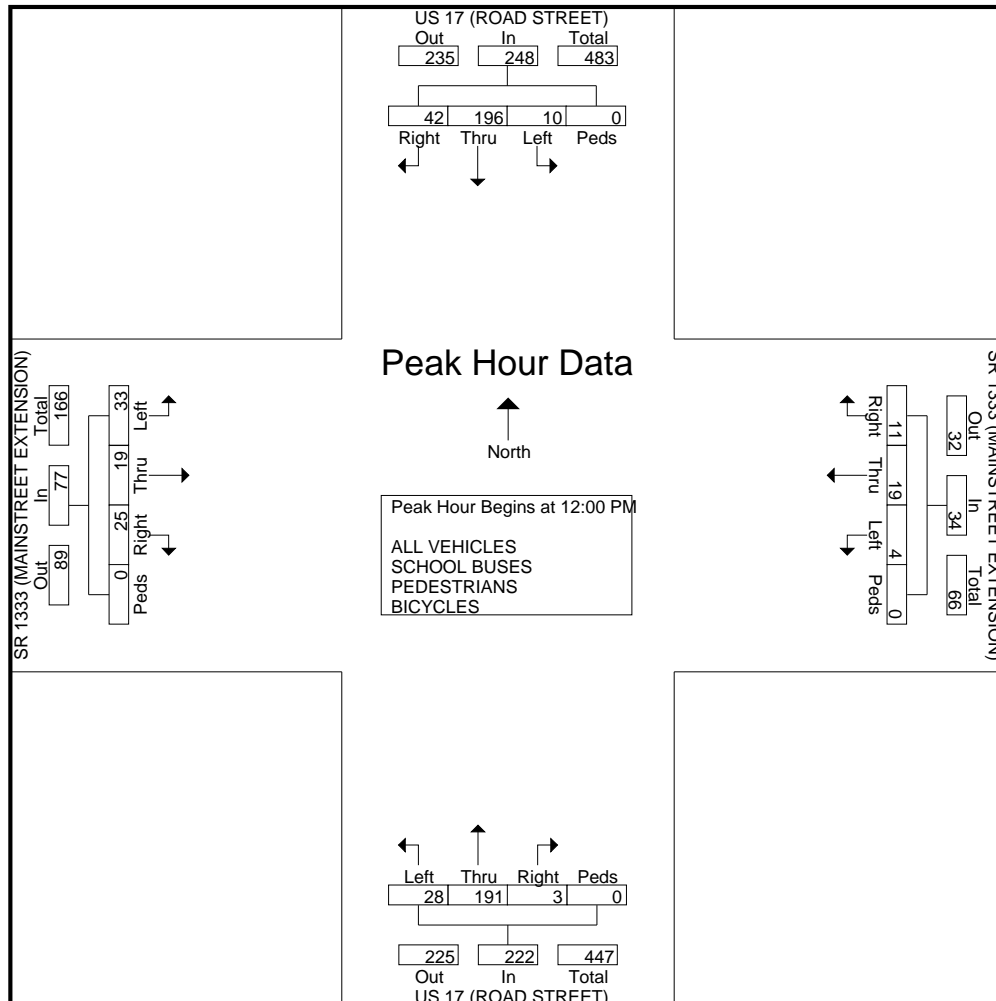 US 17 (ROAD STREET)
Out In Total
235 248 483
42 196 10 0
Right Thru Left Peds
SR 1333 (MAINSTREET EXTENSION)
Total In Out
166 77 89
33 19 25 0
Left Thru Right Peds
Peak Hour Data
North
Peak Hour Begins at 12:00 PM
ALL VEHICLES
SCHOOL BUSES
PEDESTRIANS
BICYCLES
Right Thru Left Peds
11 19 4 0
32 34 66
Out In Total
SR 1333 (MAINSTREET EXTENSION)
Left Thru Right Peds
28 191 3 0
225 222 447
Out In Total
US 17 (ROAD STREET)